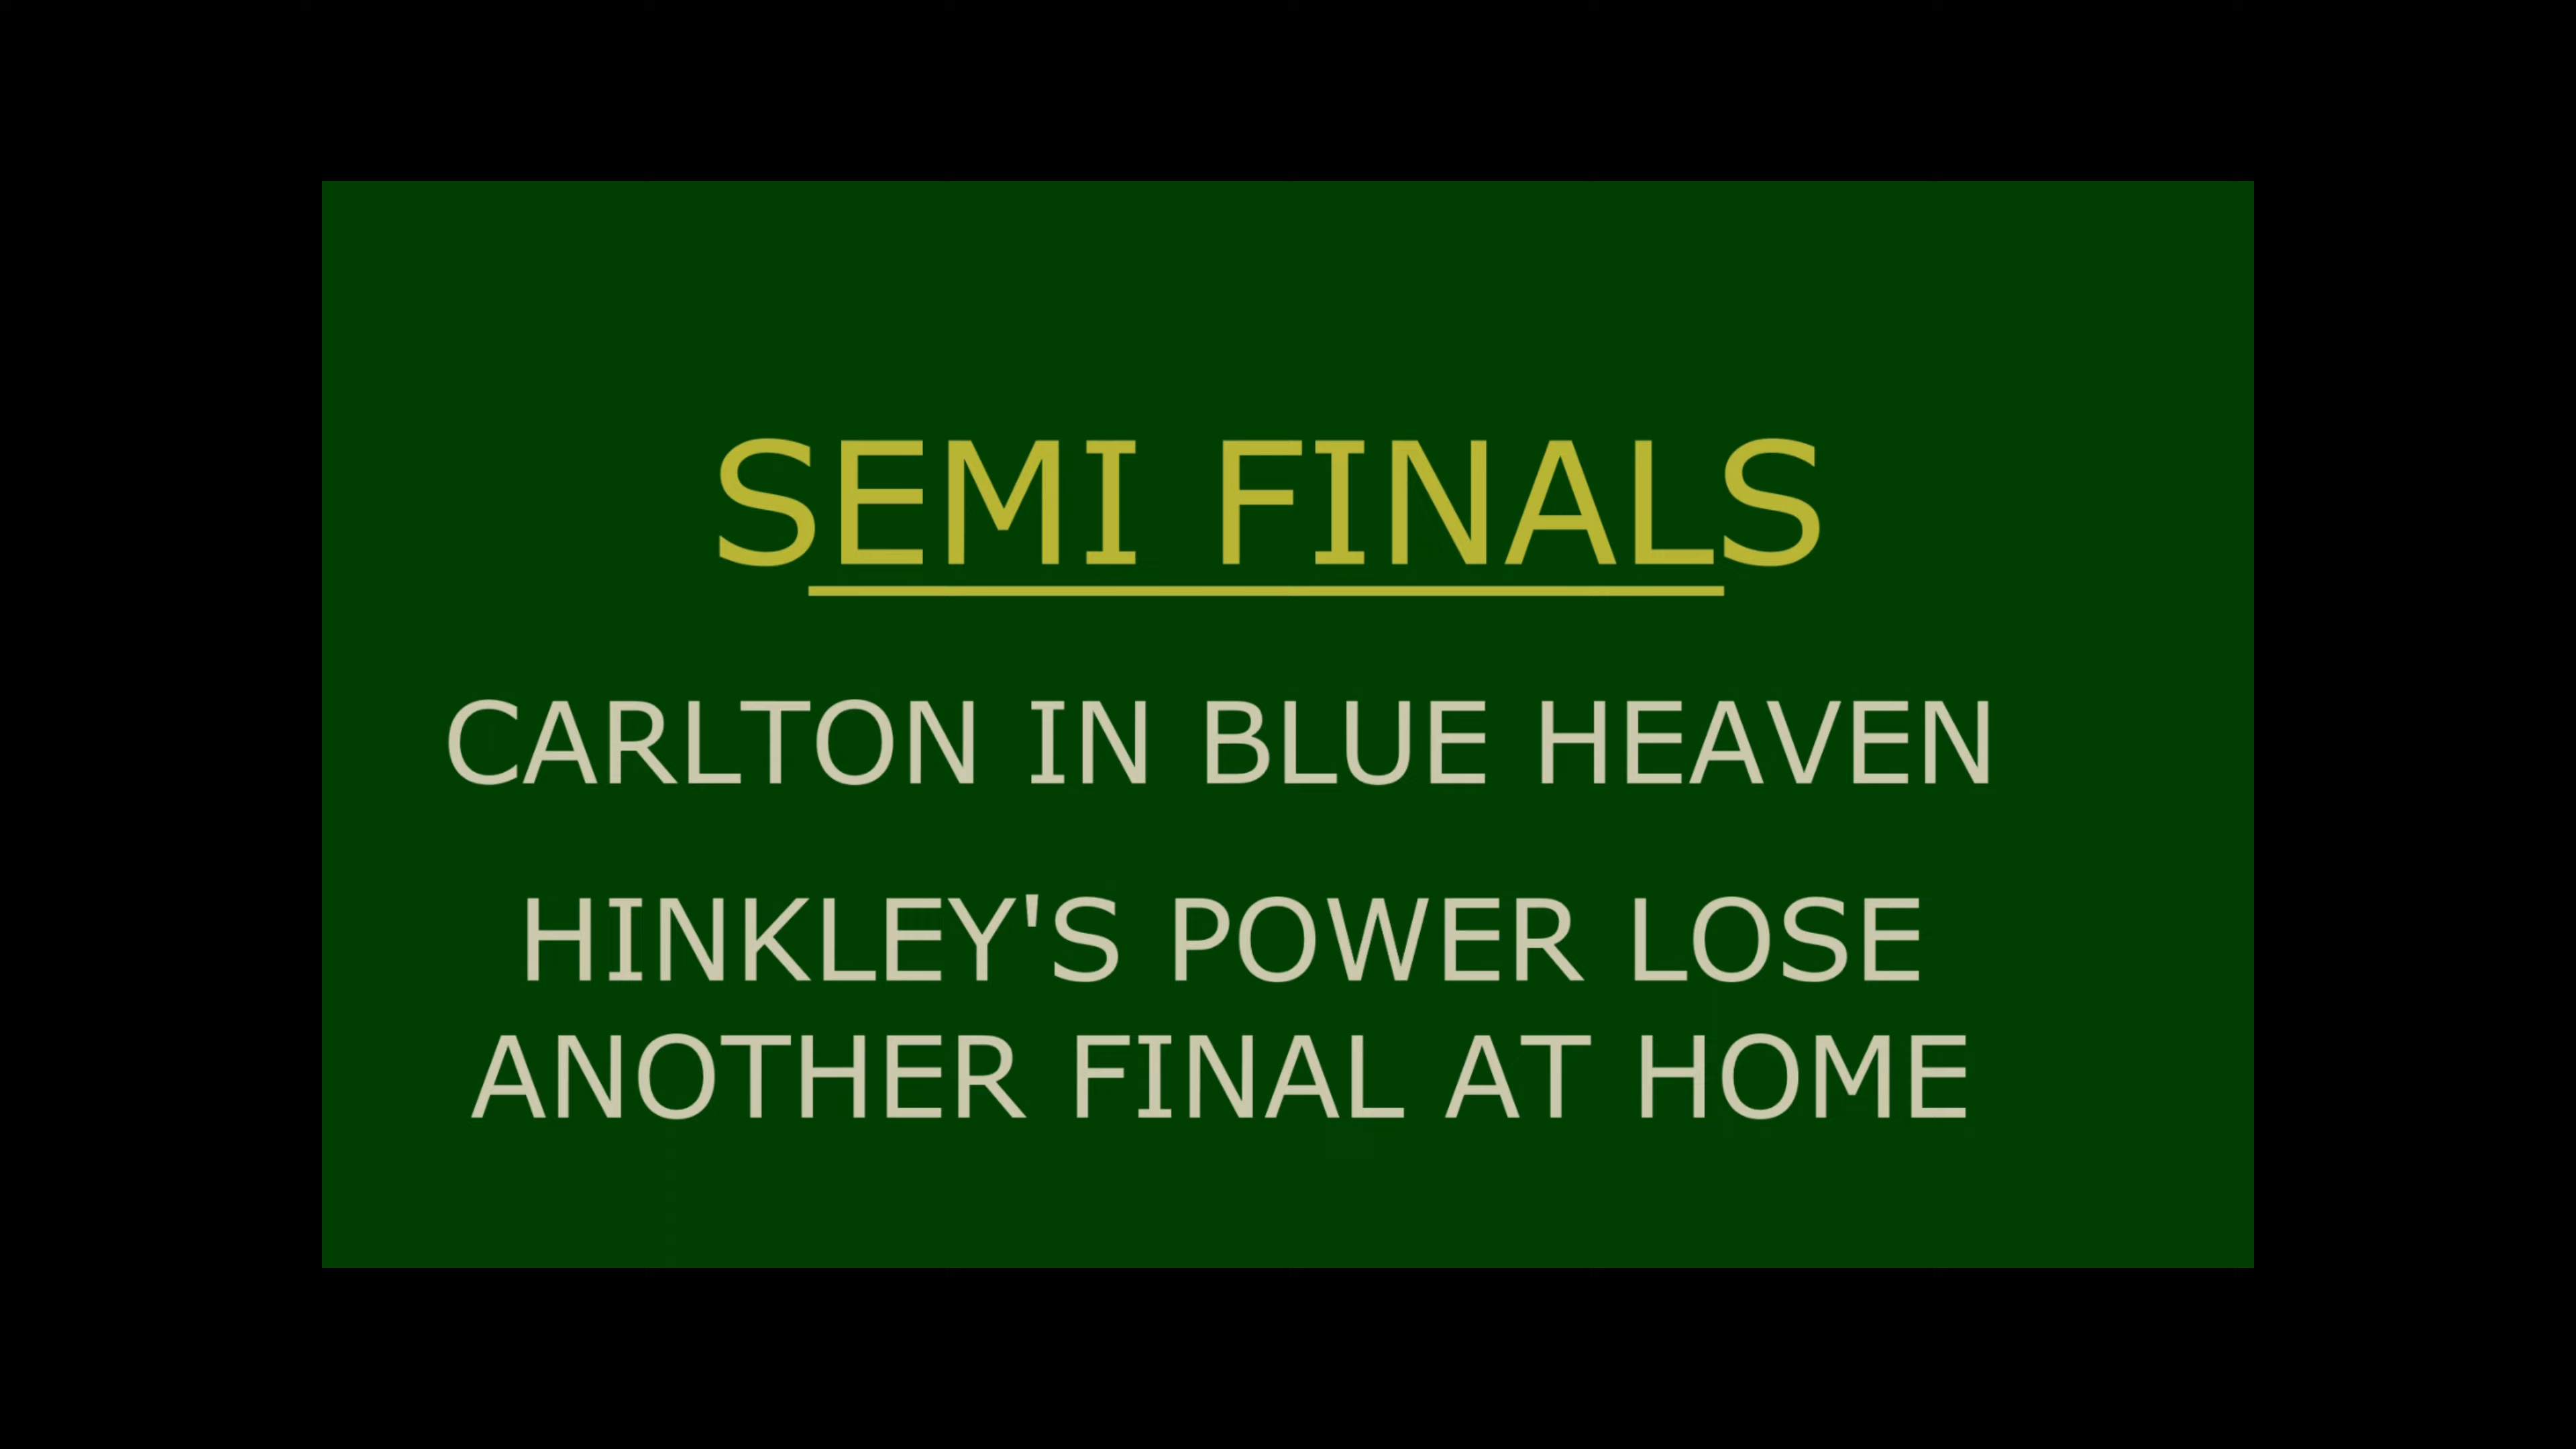 SEMI FINALS
CARLTON IN BLUE HEAVEN
HINKLEY'S POWER LOSE
ANOTHER FINAL AT HOME